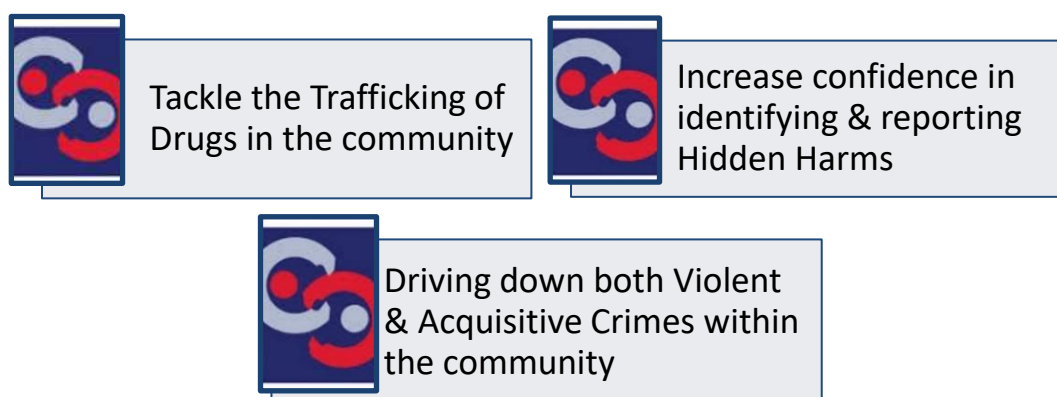 Tackle the Trafficking of
Drugs in the community
Increase confidence in
identifying & reporting
Hidden Harms
Driving down both Violent
& Acquisitive Crimes within
the community